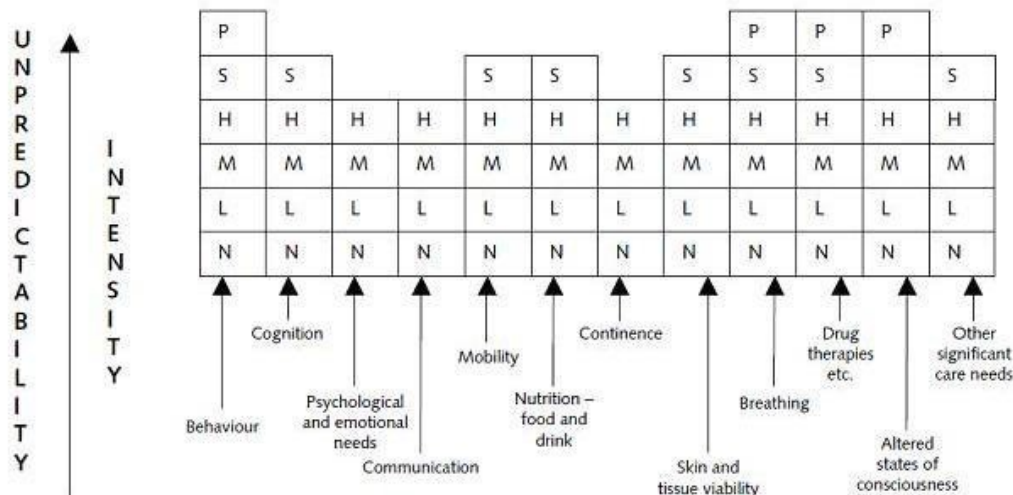 UNPREDICTABILITY
INTENSITY
P P P P
S S S S S S S S
H H H H H H H H H H H H
M M M M M M M M M M M M
L L L L L L L L L L L L
N N N N N N N N N N N N
Behaviour
Cognition
Psychological
and emotional
needs
Communication
Mobility
Nutrition –
food and
drink
Continence
Skin and
tissue viability
Breathing
Drug
therapies
etc.
Altered
states of
consciousness
Other
significant
care needs